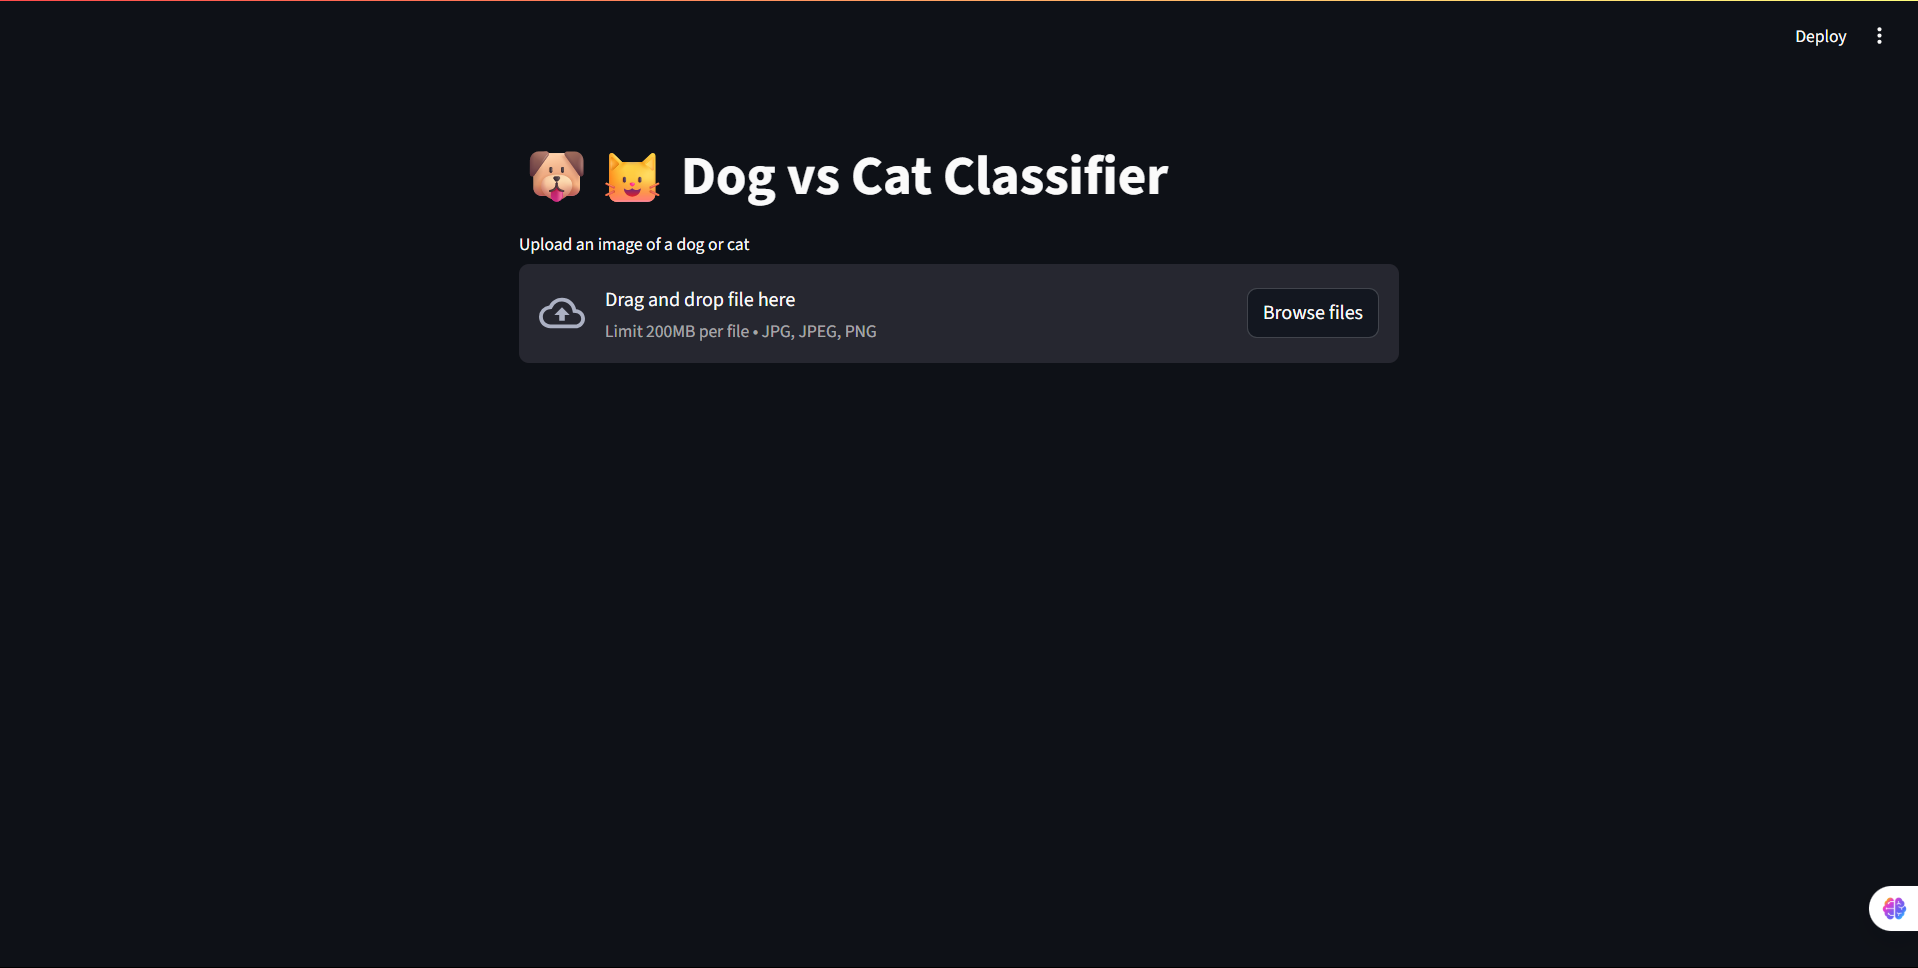 Deploy
🐶 🐱 Dog vs Cat Classifier
Upload an image of a dog or cat
Drag and drop file here
Limit 200MB per file • JPG, JPEG, PNG
Browse files